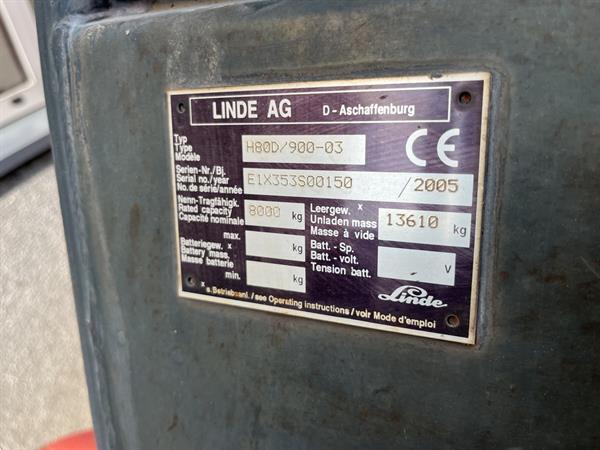 LINDE AG D - Aschaffenburg
Typ
Type
Modèle
H80D/900-03
CE
Serien-Nr./Bj.
Serial no./year
No. de série/année
E1X353S00150 /2005
Nenn-Tragfähigk.
Rated capacity
Capacité nominale
8000 kg
Leergew. x
Unladen mass
Masse à vide
13610 kg
max. kg
Batteriegew. x
Battery mass.
Masse batterie
min. kg
Batt. - Sp.
Batt. - volt.
Tension batt.
V
Linde
x s. Betriebsanl. / see Operating instructions / voir Mode d'emploi